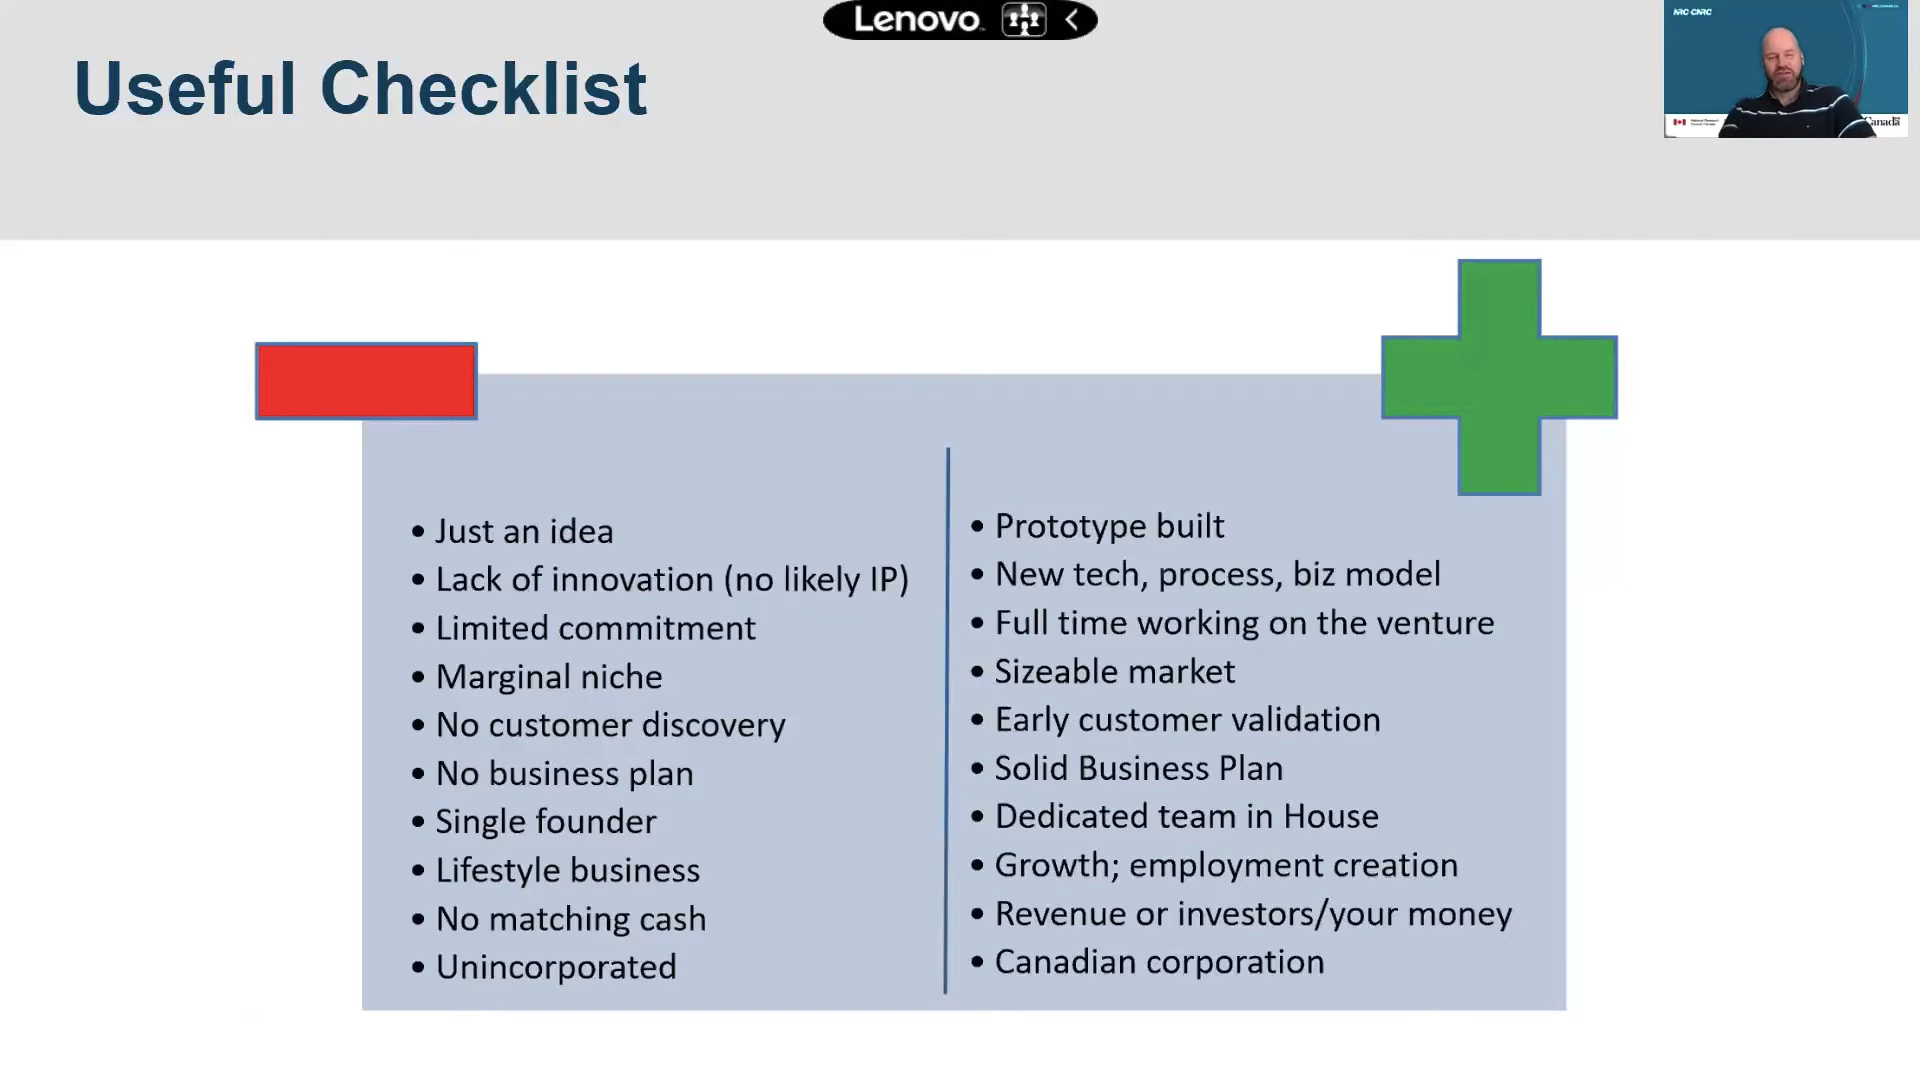 Lenovo
NRC·CNRC
Useful Checklist
Canada
• Just an idea
• Lack of innovation (no likely IP)
• Limited commitment
• Marginal niche
• No customer discovery
• No business plan
• Single founder
• Lifestyle business
• No matching cash
• Unincorporated
• Prototype built
• New tech, process, biz model
• Full time working on the venture
• Sizeable market
• Early customer validation
• Solid Business Plan
• Dedicated team in House
• Growth; employment creation
• Revenue or investors/your money
• Canadian corporation